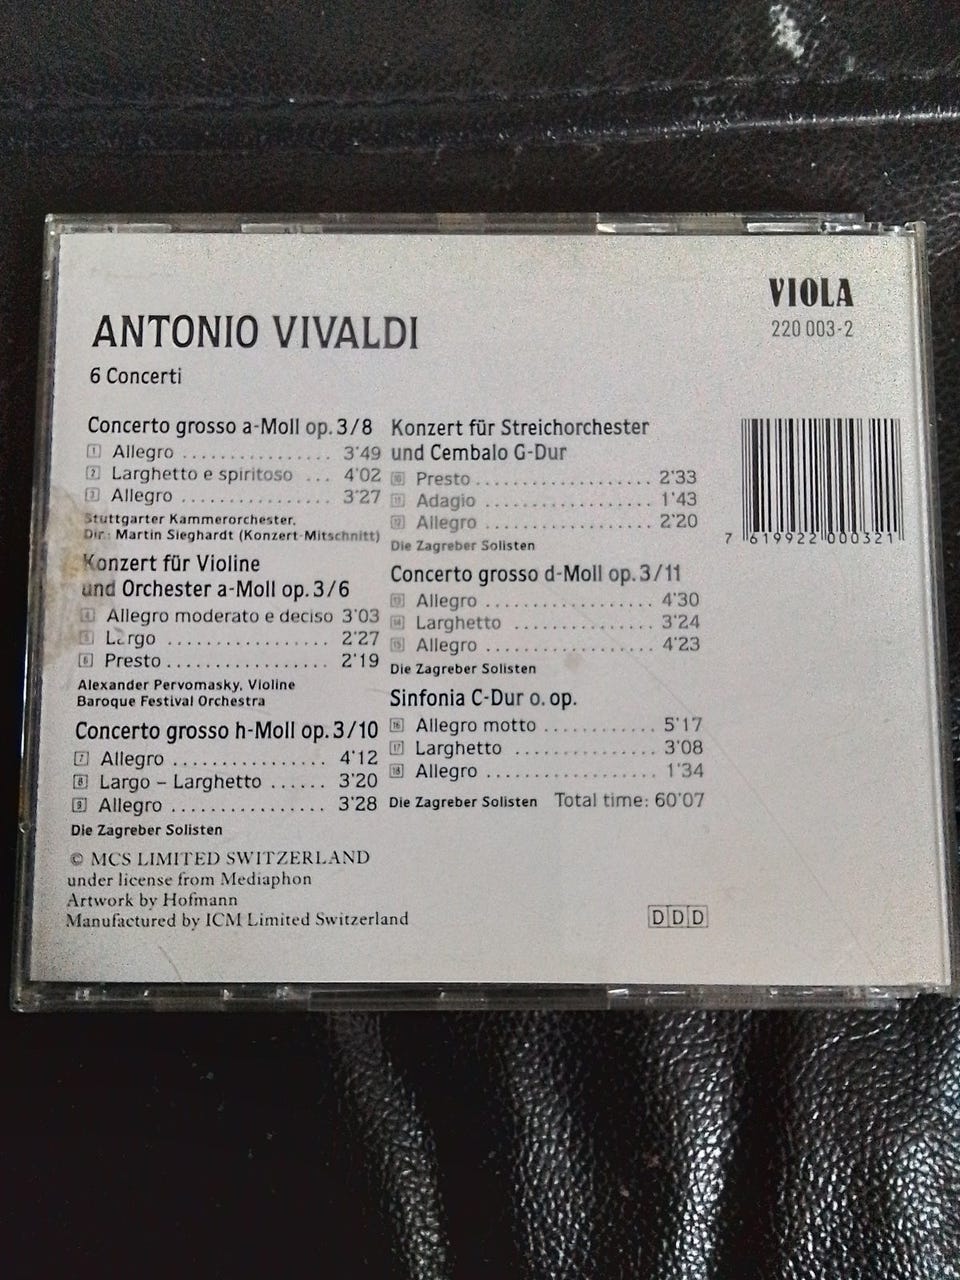 VIOLA
220 003-2
ANTONIO VIVALDI
6 Concerti
Concerto grosso a-Moll op. 3/8
1 Allegro ................ 3'49
2 Larghetto e spiritoso ... 4'02
3 Allegro ................ 3'27
Stuttgarter Kammerorchester,
Dir: Martin Sieghardt (Konzert-Mitschnitt)
Konzert für Violine
und Orchester a-Moll op. 3/6
4 Allegro moderato e deciso 3'03
5 Largo ................ 2'27
6 Presto ................ 2'19
Alexander Pervomasky, Violine
Baroque Festival Orchestra
Concerto grosso h-Moll op. 3/10
7 Allegro ................ 4'12
8 Largo – Larghetto ...... 3'20
9 Allegro ................ 3'28
Die Zagreber Solisten
Konzert für Streichorchester
und Cembalo G-Dur
10 Presto .................. 2'33
11 Adagio .................. 1'43
12 Allegro .................. 2'20
Die Zagreber Solisten
Concerto grosso d-Moll op. 3/11
13 Allegro .................. 4'30
14 Larghetto ............... 3'24
15 Allegro .................. 4'23
Die Zagreber Solisten
Sinfonia C-Dur o. op.
16 Allegro motto ............ 5'17
17 Larghetto ............... 3'08
18 Allegro .................. 1'34
Die Zagreber Solisten Total time: 60'07
7 619922 000321
© MCS LIMITED SWITZERLAND
under license from Mediaphon
Artwork by Hofmann
Manufactured by ICM Limited Switzerland
DDD